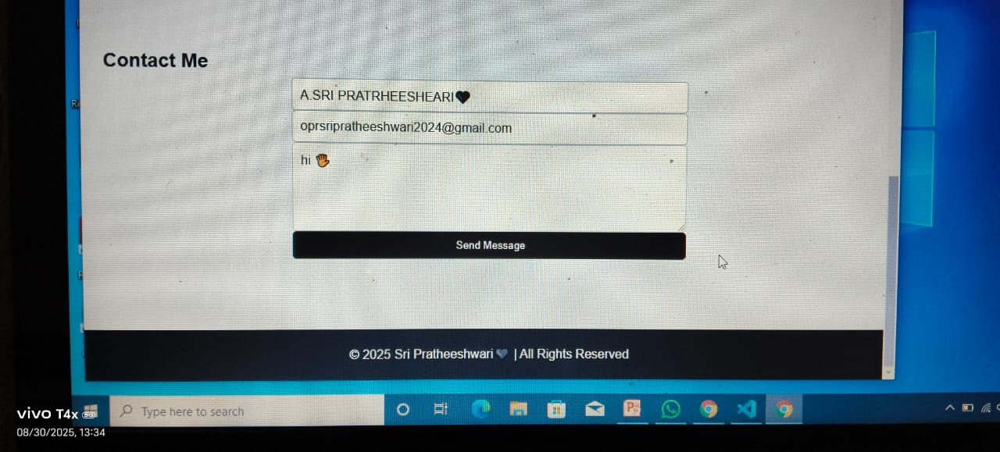 Contact Me
A.SRI PRATRHEESHEARI🖤
oprsripratheeshwari2024@gmail.com
hi 👋
Send Message
© 2025 Sri Pratheeshwari 💙 | All Rights Reserved
Type here to search
vivo T4x 5G
08/30/2025, 13:34